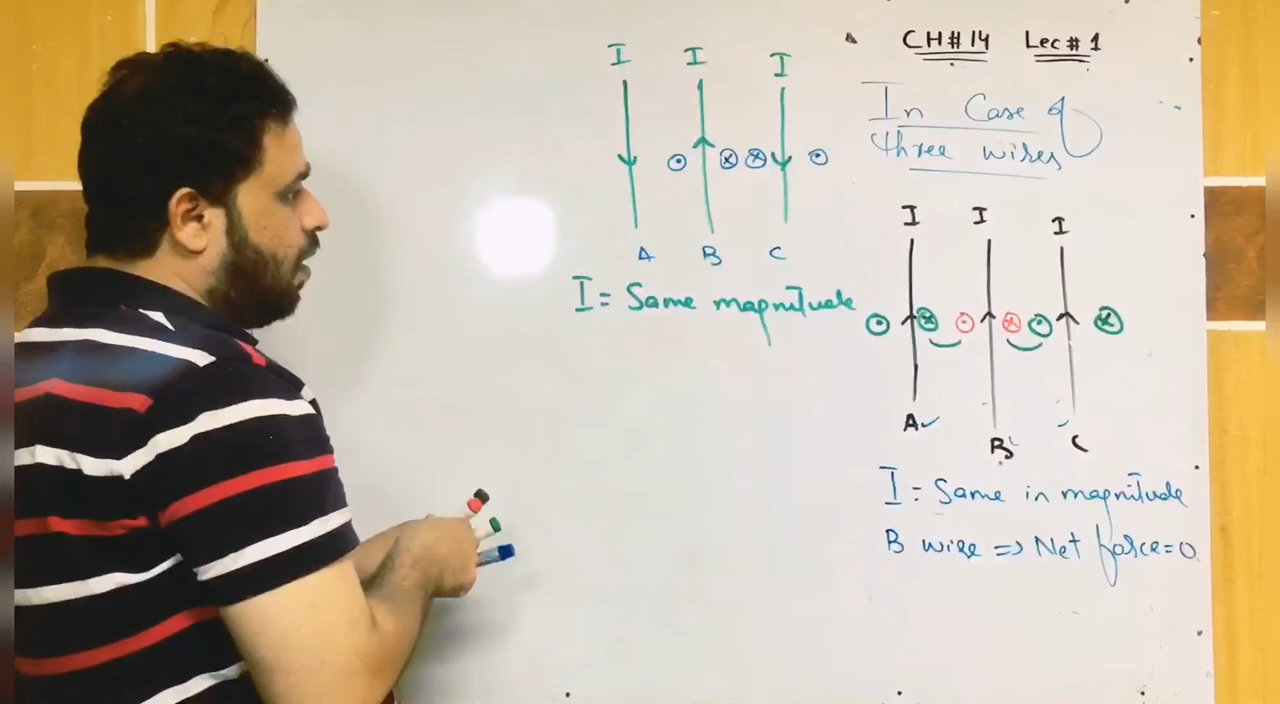 CH#14 Lec#1
In Case of
three wires
I I I
A B C
I = Same magnitude
I I I
A B C
I = Same in magnitude
B wire => Net force=0